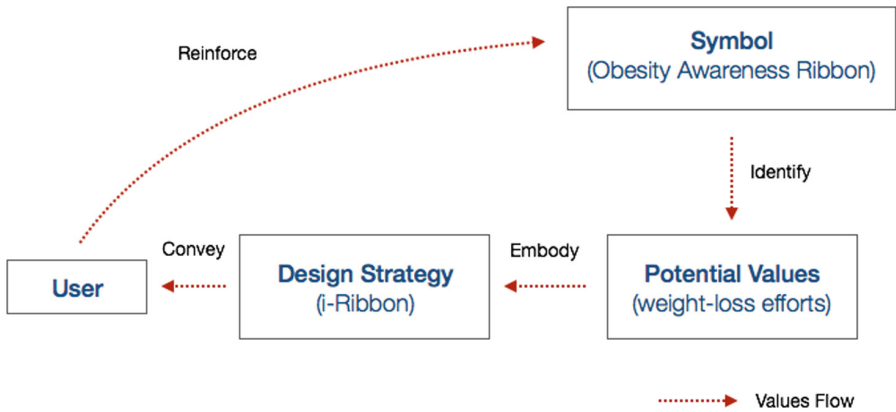 Reinforce
Symbol
(Obesity Awareness Ribbon)
Identify
Potential Values
(weight-loss efforts)
Embody
Design Strategy
(i-Ribbon)
Convey
User
Values Flow